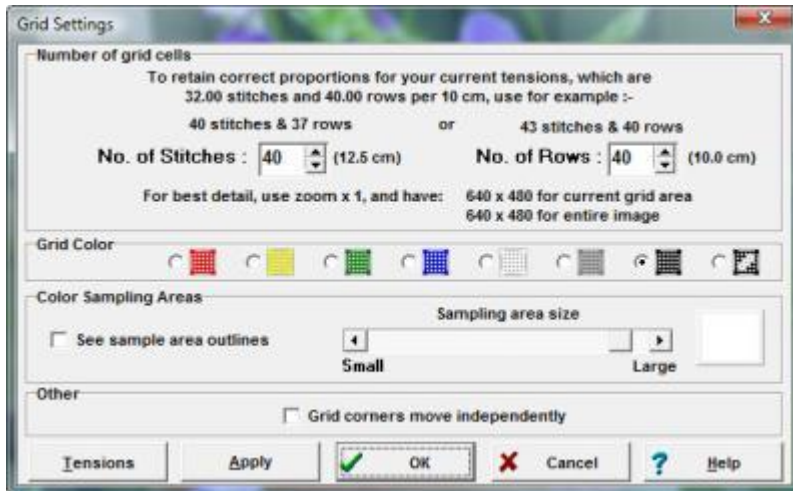 Grid Settings
Number of grid cells
To retain correct proportions for your current tensions, which are
32.00 stitches and 40.00 rows per 10 cm, use for example :-
40 stitches & 37 rows or 43 stitches & 40 rows
No. of Stitches : 40 (12.5 cm) No. of Rows : 40 (10.0 cm)
For best detail, use zoom x 1, and have: 640 x 480 for current grid area
640 x 480 for entire image
Grid Color
Color Sampling Areas
Sampling area size
See sample area outlines
Small Large
Other
Grid corners move independently
Tensions Apply OK Cancel Help